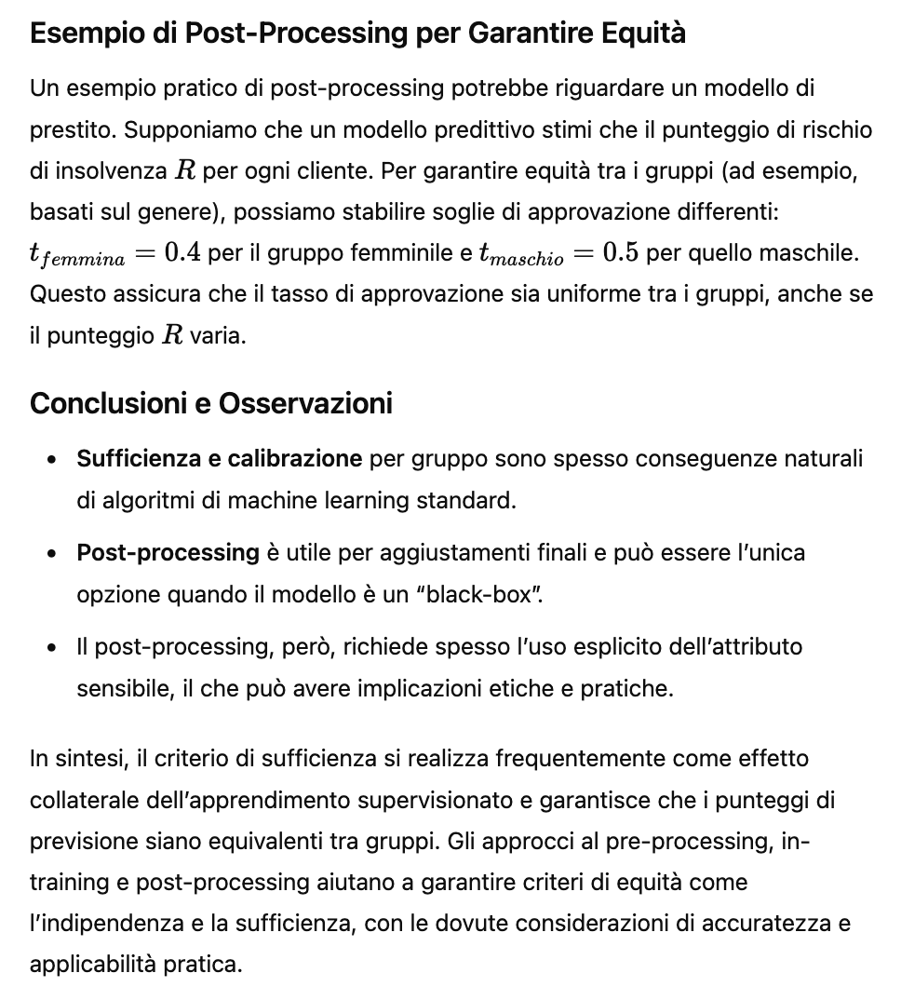 Esempio di Post-Processing per Garantire Equità
Un esempio pratico di post-processing potrebbe riguardare un modello di
prestito. Supponiamo che un modello predittivo stimi che il punteggio di rischio
di insolvenza R per ogni cliente. Per garantire equità tra i gruppi (ad esempio,
basati sul genere), possiamo stabilire soglie di approvazione differenti:
t_femmina = 0.4 per il gruppo femminile e t_maschio = 0.5 per quello maschile.
Questo assicura che il tasso di approvazione sia uniforme tra i gruppi, anche se
il punteggio R varia.
Conclusioni e Osservazioni
• Sufficienza e calibrazione per gruppo sono spesso conseguenze naturali
di algoritmi di machine learning standard.
• Post-processing è utile per aggiustamenti finali e può essere l’unica
opzione quando il modello è un “black-box”.
• Il post-processing, però, richiede spesso l’uso esplicito dell’attributo
sensibile, il che può avere implicazioni etiche e pratiche.
In sintesi, il criterio di sufficienza si realizza frequentemente come effetto
collaterale dell’apprendimento supervisionato e garantisce che i punteggi di
previsione siano equivalenti tra gruppi. Gli approcci al pre-processing, in-
training e post-processing aiutano a garantire criteri di equità come
l’indipendenza e la sufficienza, con le dovute considerazioni di accuratezza e
applicabilità pratica.